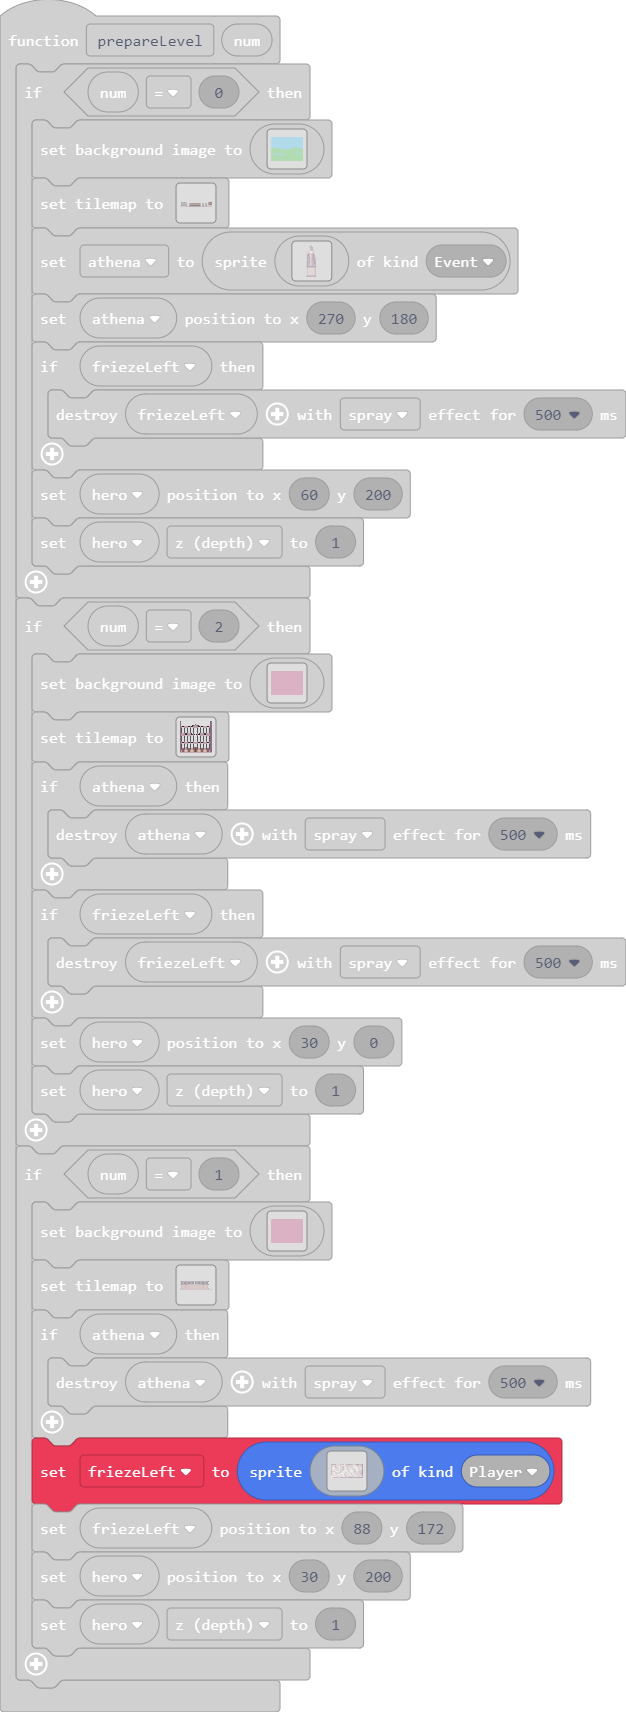 function prepareLevel num
if num = 0 then
set background image to
set tilemap to
set athena to sprite of kind Event
set athena position to x 270 y 180
if friezeLeft then
destroy friezeLeft with spray effect for 500 ms
set hero position to x 60 y 200
set hero z (depth) to 1
if num = 2 then
set background image to
set tilemap to
if athena then
destroy athena with spray effect for 500 ms
if friezeLeft then
destroy friezeLeft with spray effect for 500 ms
set hero position to x 30 y 0
set hero z (depth) to 1
if num = 1 then
set background image to
set tilemap to
if athena then
destroy athena with spray effect for 500 ms
set friezeLeft to sprite of kind Player
set friezeLeft position to x 88 y 172
set hero position to x 30 y 200
set hero z (depth) to 1